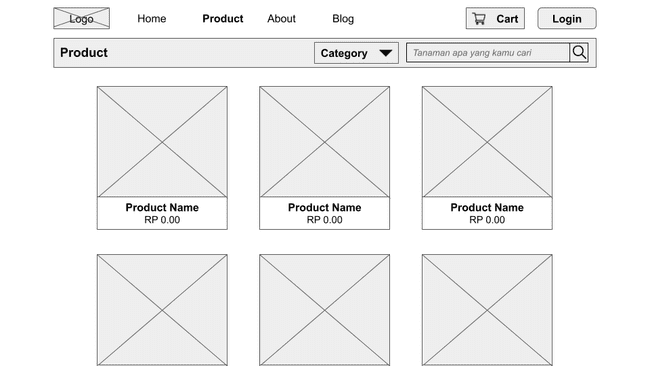 Logo
Home
Product
About
Blog
Cart
Login
Product
Category
Tanaman apa yang kamu cari
Product Name
RP 0.00
Product Name
RP 0.00
Product Name
RP 0.00